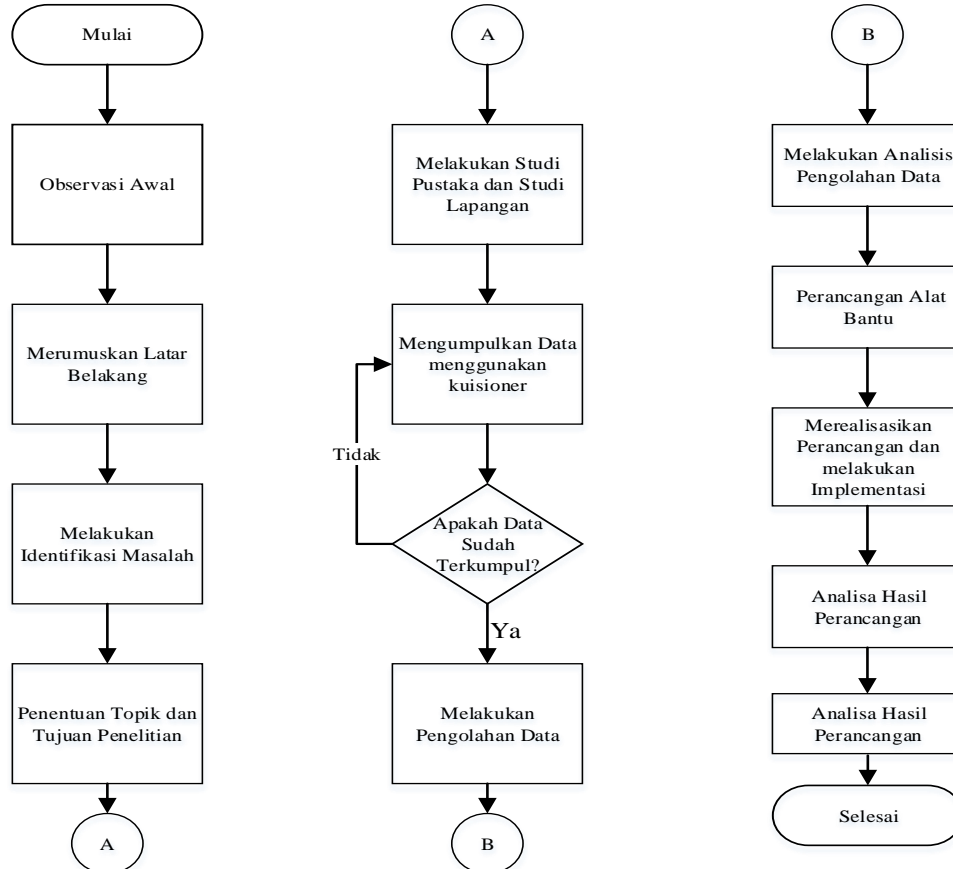 Mulai
Observasi Awal
Merumuskan Latar
Belakang
Melakukan
Identifikasi Masalah
Penentuan Topik dan
Tujuan Penelitian
A
A
Melakukan Studi
Pustaka dan Studi
Lapangan
Mengumpulkan Data
menggunakan
kuisioner
Tidak
Apakah Data
Sudah
Terkumpul?
Ya
Melakukan
Pengolahan Data
B
B
Melakukan Analisis
Pengolahan Data
Perancangan Alat
Bantu
Merealisasikan
Perancangan dan
melakukan
Implementasi
Analisa Hasil
Perancangan
Analisa Hasil
Perancangan
Selesai